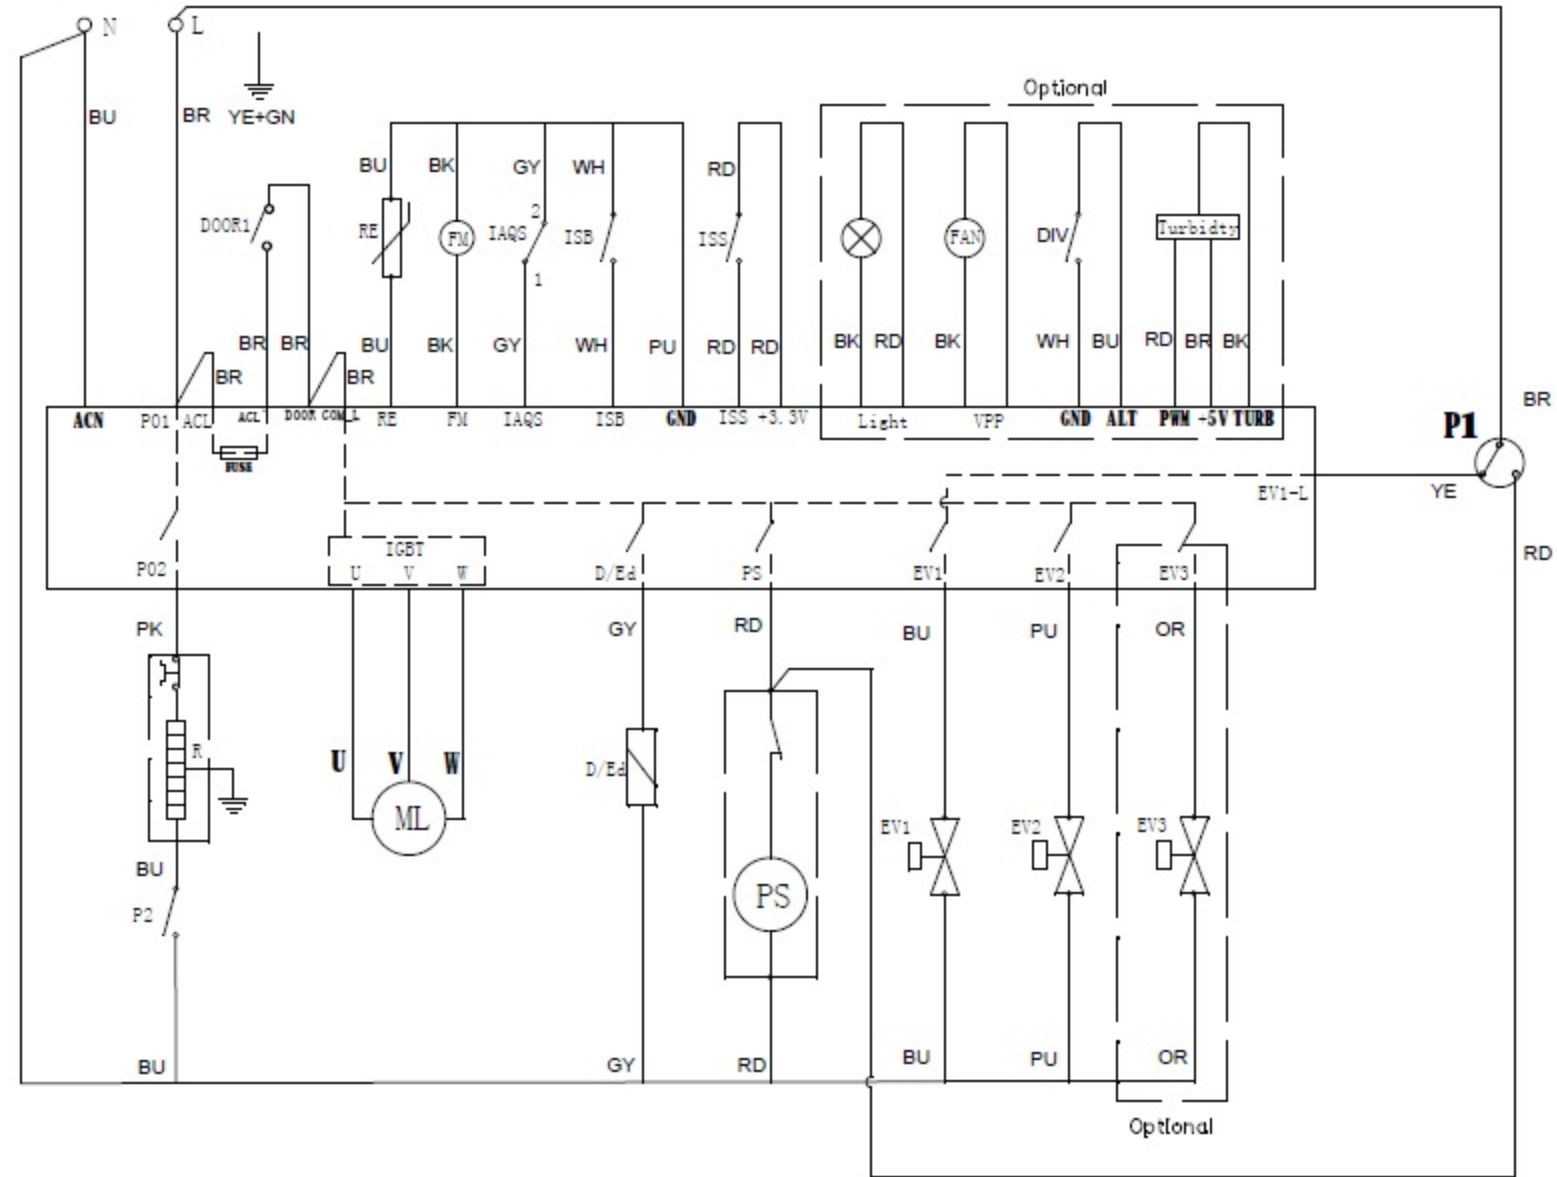 N L
Optional
BU BR YE+GN
BU BK GY WH RD
DOOR1 RE FM IAQS 2 1 ISB ISS FAN DIV Turbidty
BR BR BU BK GY WH PU RD RD BK RD BK WH BU RD BR BK
BR BR
BR
ACN P01 ACL ACL DOOR COM_L RE FM IAQS ISB GND ISS +3.3V Light VPP GND ALT PWM +5V TURB
P1
FUSE
EV1-L YE
IGBT
RD
P02 U V W D/Ed PS EV1 EV2 EV3
PK GY RD BU PU OR
R
U V W D/Ed
ML EV1 EV2 EV3
BU PS
P2
BU GY RD BU PU OR
Optional